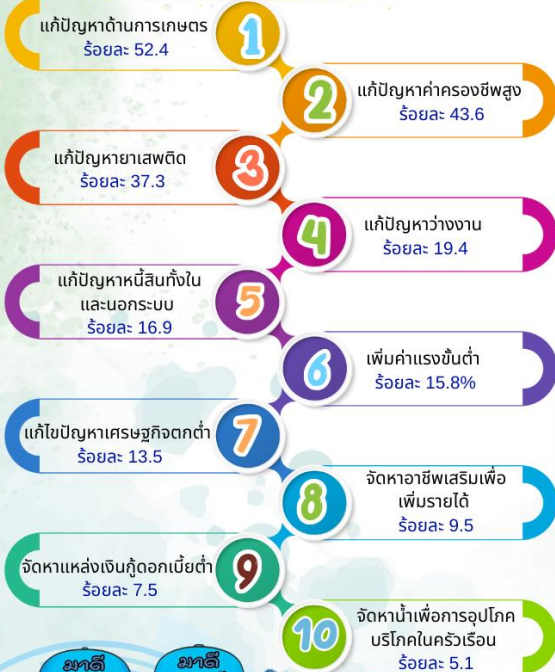 แก้ปัญหาด้านการเกษตร
ร้อยละ 52.4
1
2
แก้ปัญหาค่าครองชีพสูง
ร้อยละ 43.6
แก้ปัญหายาเสพติด
ร้อยละ 37.3
3
4
แก้ปัญหาว่างงาน
ร้อยละ 19.4
แก้ปัญหาหนี้สินทั้งใน
และนอกระบบ
ร้อยละ 16.9
5
6
เพิ่มค่าแรงขั้นต่ำ
ร้อยละ 15.8%
แก้ไขปัญหาเศรษฐกิจตกต่ำ
ร้อยละ 13.5
7
8
จัดหาอาชีพเสริมเพื่อ
เพิ่มรายได้
ร้อยละ 9.5
จัดหาแหล่งเงินกู้ดอกเบี้ยต่ำ
ร้อยละ 7.5
9
10
จัดหาน้ำเพื่อการอุปโภค
บริโภคในครัวเรือน
ร้อยละ 5.1
มาดี มาดี